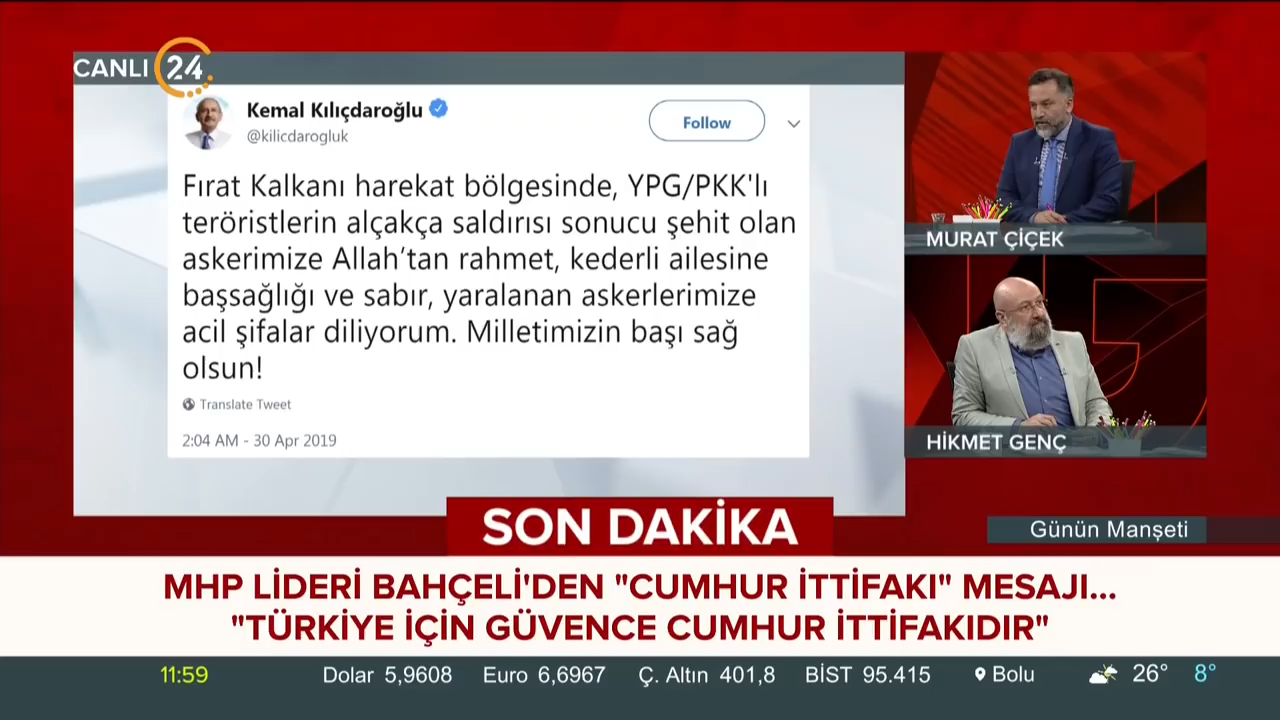 CANLI 24
Kemal Kılıçdaroğlu
@kilicdarogluk
Follow
Fırat Kalkanı harekat bölgesinde, YPG/PKK'lı
teröristlerin alçakça saldırısı sonucu şehit olan
askerimize Allah’tan rahmet, kederli ailesine
başsağlığı ve sabır, yaralanan askerlerimize
acil şifalar diliyorum. Milletimizin başı sağ
olsun!
Translate Tweet
2:04 AM - 30 Apr 2019
MURAT ÇİÇEK
HİKMET GENÇ
SON DAKİKA
Günün Manşeti
MHP LİDERİ BAHÇELİ'DEN "CUMHUR İTTİFAKI" MESAJI...
"TÜRKİYE İÇİN GÜVENCE CUMHUR İTTİFAKIDIR"
11:59 Dolar 5,9608 Euro 6,6967 Ç. Altın 401,8 BİST 95.415 Bolu 26° 8°